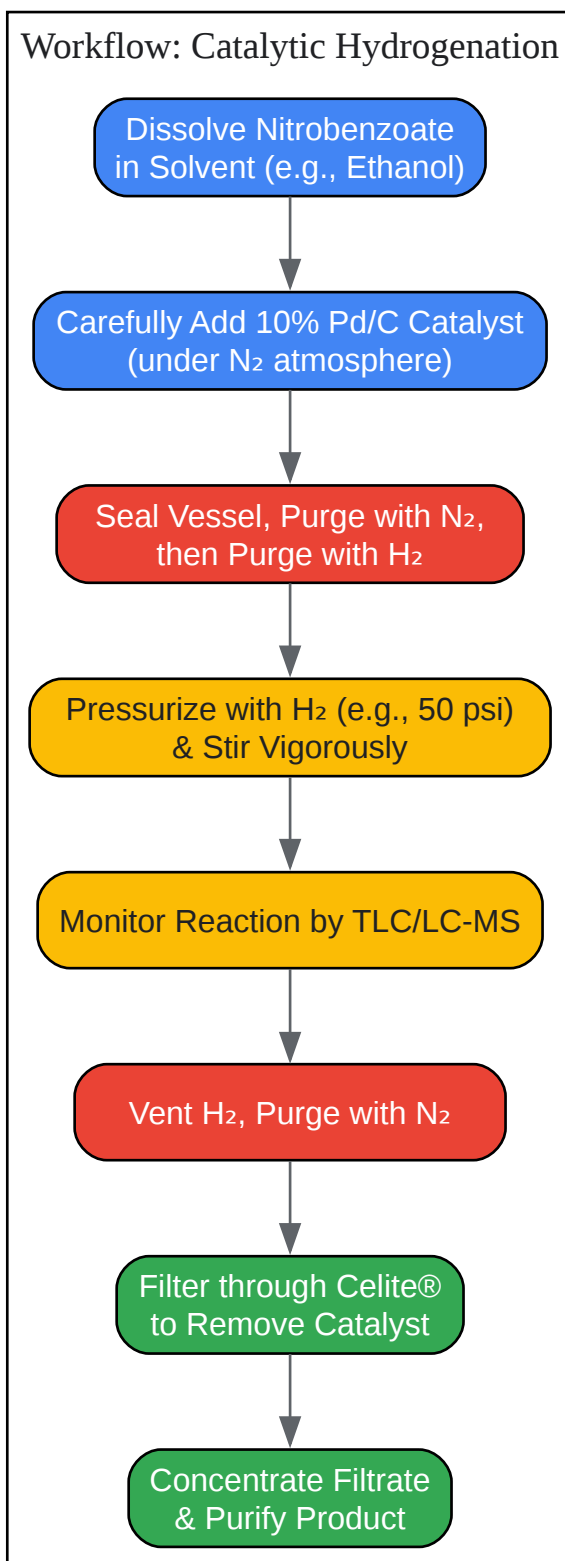 Workflow: Catalytic Hydrogenation
Dissolve Nitrobenzoate
in Solvent (e.g., Ethanol)
Carefully Add 10% Pd/C Catalyst
(under N₂ atmosphere)
Seal Vessel, Purge with N₂,
then Purge with H₂
Pressurize with H₂ (e.g., 50 psi)
& Stir Vigorously
Monitor Reaction by TLC/LC-MS
Vent H₂, Purge with N₂
Filter through Celite®
to Remove Catalyst
Concentrate Filtrate
& Purify Product